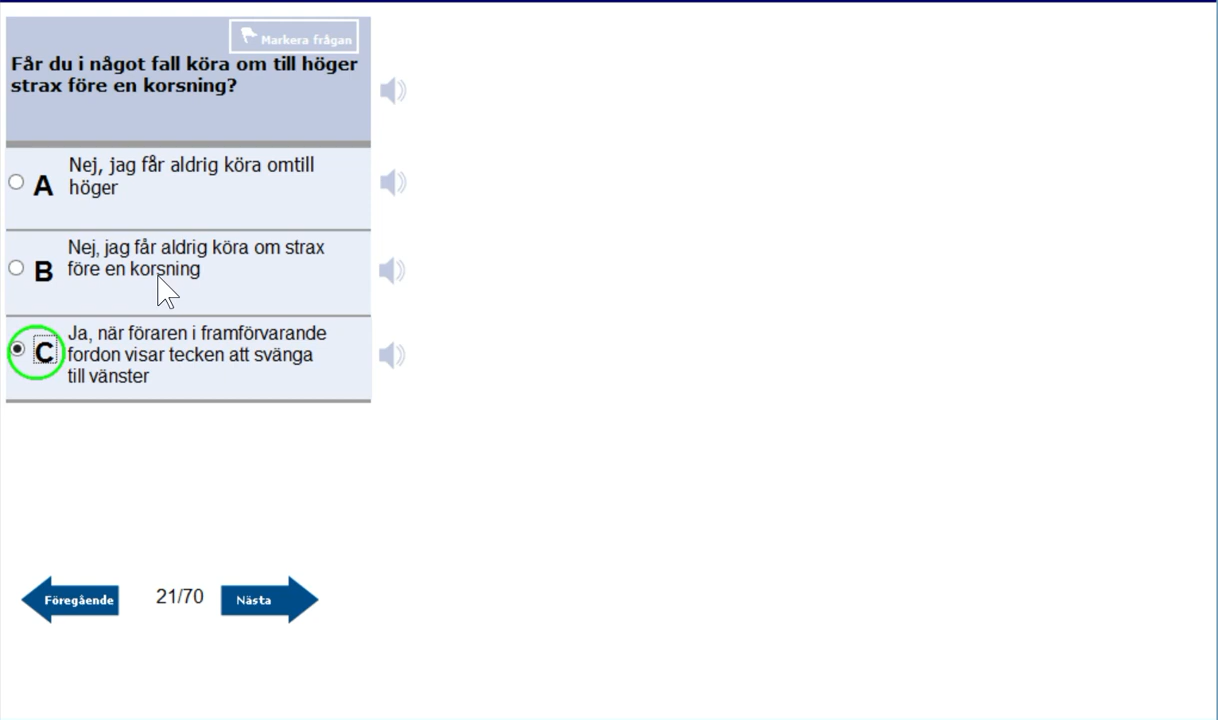 Markera frågan
Får du i något fall köra om till höger
strax före en korsning?
A
Nej, jag får aldrig köra omtill
höger
B
Nej, jag får aldrig köra om strax
före en korsning
C
Ja, när föraren i framförvarande
fordon visar tecken att svänga
till vänster
Föregående
21/70
Nästa